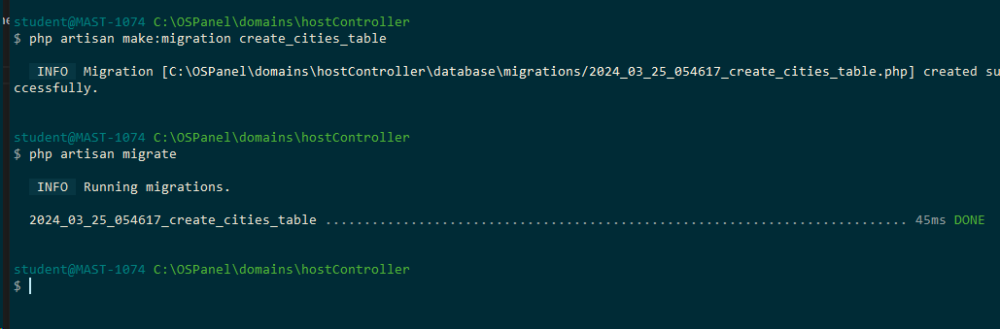 student@MAST-1074 C:\OSPanel\domains\hostController
$ php artisan make:migration create_cities_table
INFO Migration [C:\OSPanel\domains\hostController\database\migrations/2024_03_25_054617_create_cities_table.php] created su
ccessfully.
student@MAST-1074 C:\OSPanel\domains\hostController
$ php artisan migrate
INFO Running migrations.
2024_03_25_054617_create_cities_table .......................................................................... 45ms DONE
student@MAST-1074 C:\OSPanel\domains\hostController
$